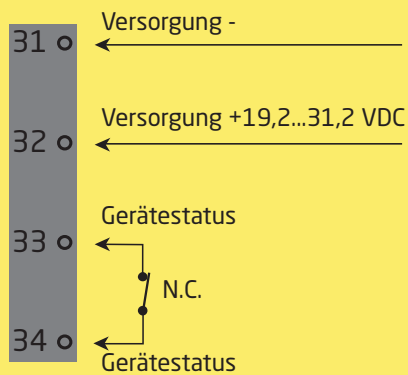 31
Versorgung -
32
Versorgung +19,2...31,2 VDC
33
Gerätestatus
N.C.
34
Gerätestatus